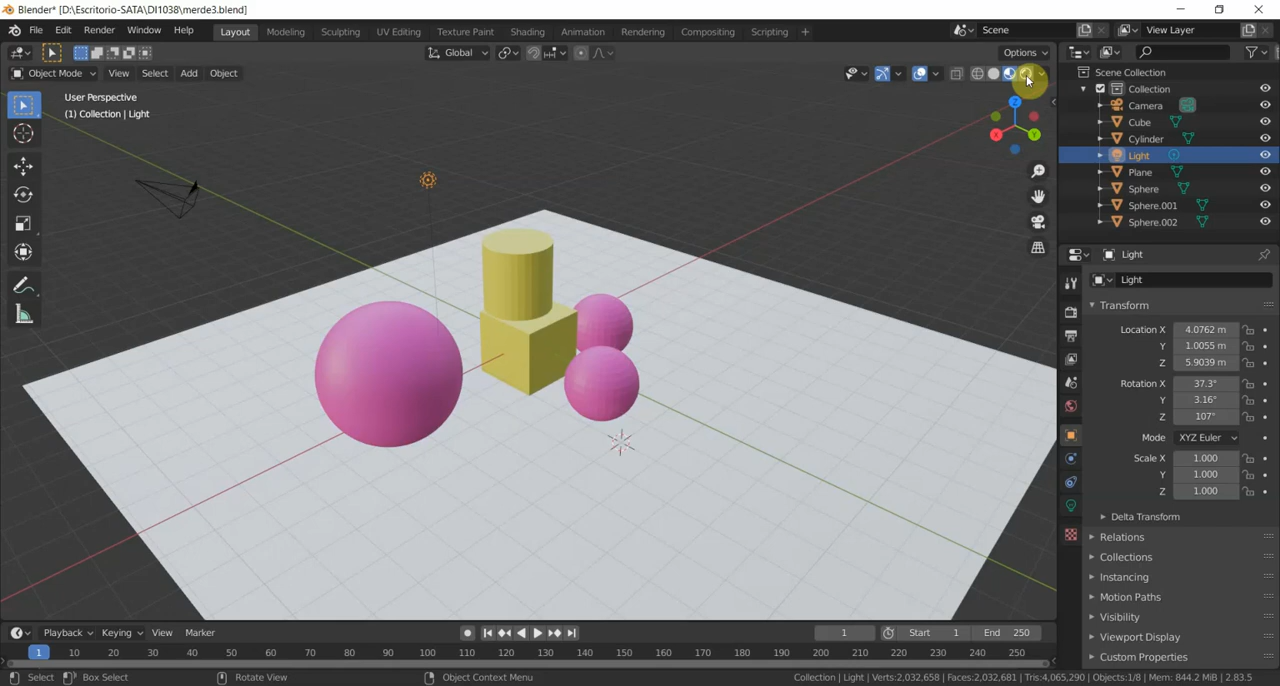 Blender* [D:\Escritorio-SATA\DI1038\merde3.blend]
File Edit Render Window Help Layout Modeling Sculpting UV Editing Texture Paint Shading Animation Rendering Compositing Scripting + Scene View Layer
Global Options
Object Mode View Select Add Object
User Perspective
(1) Collection | Light
Z
X
Y
Scene Collection
Collection
Camera
Cube
Cylinder
Light
Plane
Sphere
Sphere.001
Sphere.002
Light
Light
Transform
Location X 4.0762 m
Y 1.0055 m
Z 5.9039 m
Rotation X 37.3°
Y 3.16°
Z 107°
Mode XYZ Euler
Scale X 1.000
Y 1.000
Z 1.000
Delta Transform
Relations
Collections
Instancing
Motion Paths
Visibility
Viewport Display
Custom Properties
Playback Keying View Marker 1 Start 1 End 250
1 10 20 30 40 50 60 70 80 90 100 110 120 130 140 150 160 170 180 190 200 210 220 230 240 250
Select Box Select Rotate View Object Context Menu Collection | Light | Verts:2,032,658 | Faces:2,032,681 | Tris:4,065,290 | Objects:1/8 | Mem: 844.2 MiB | 2.83.5